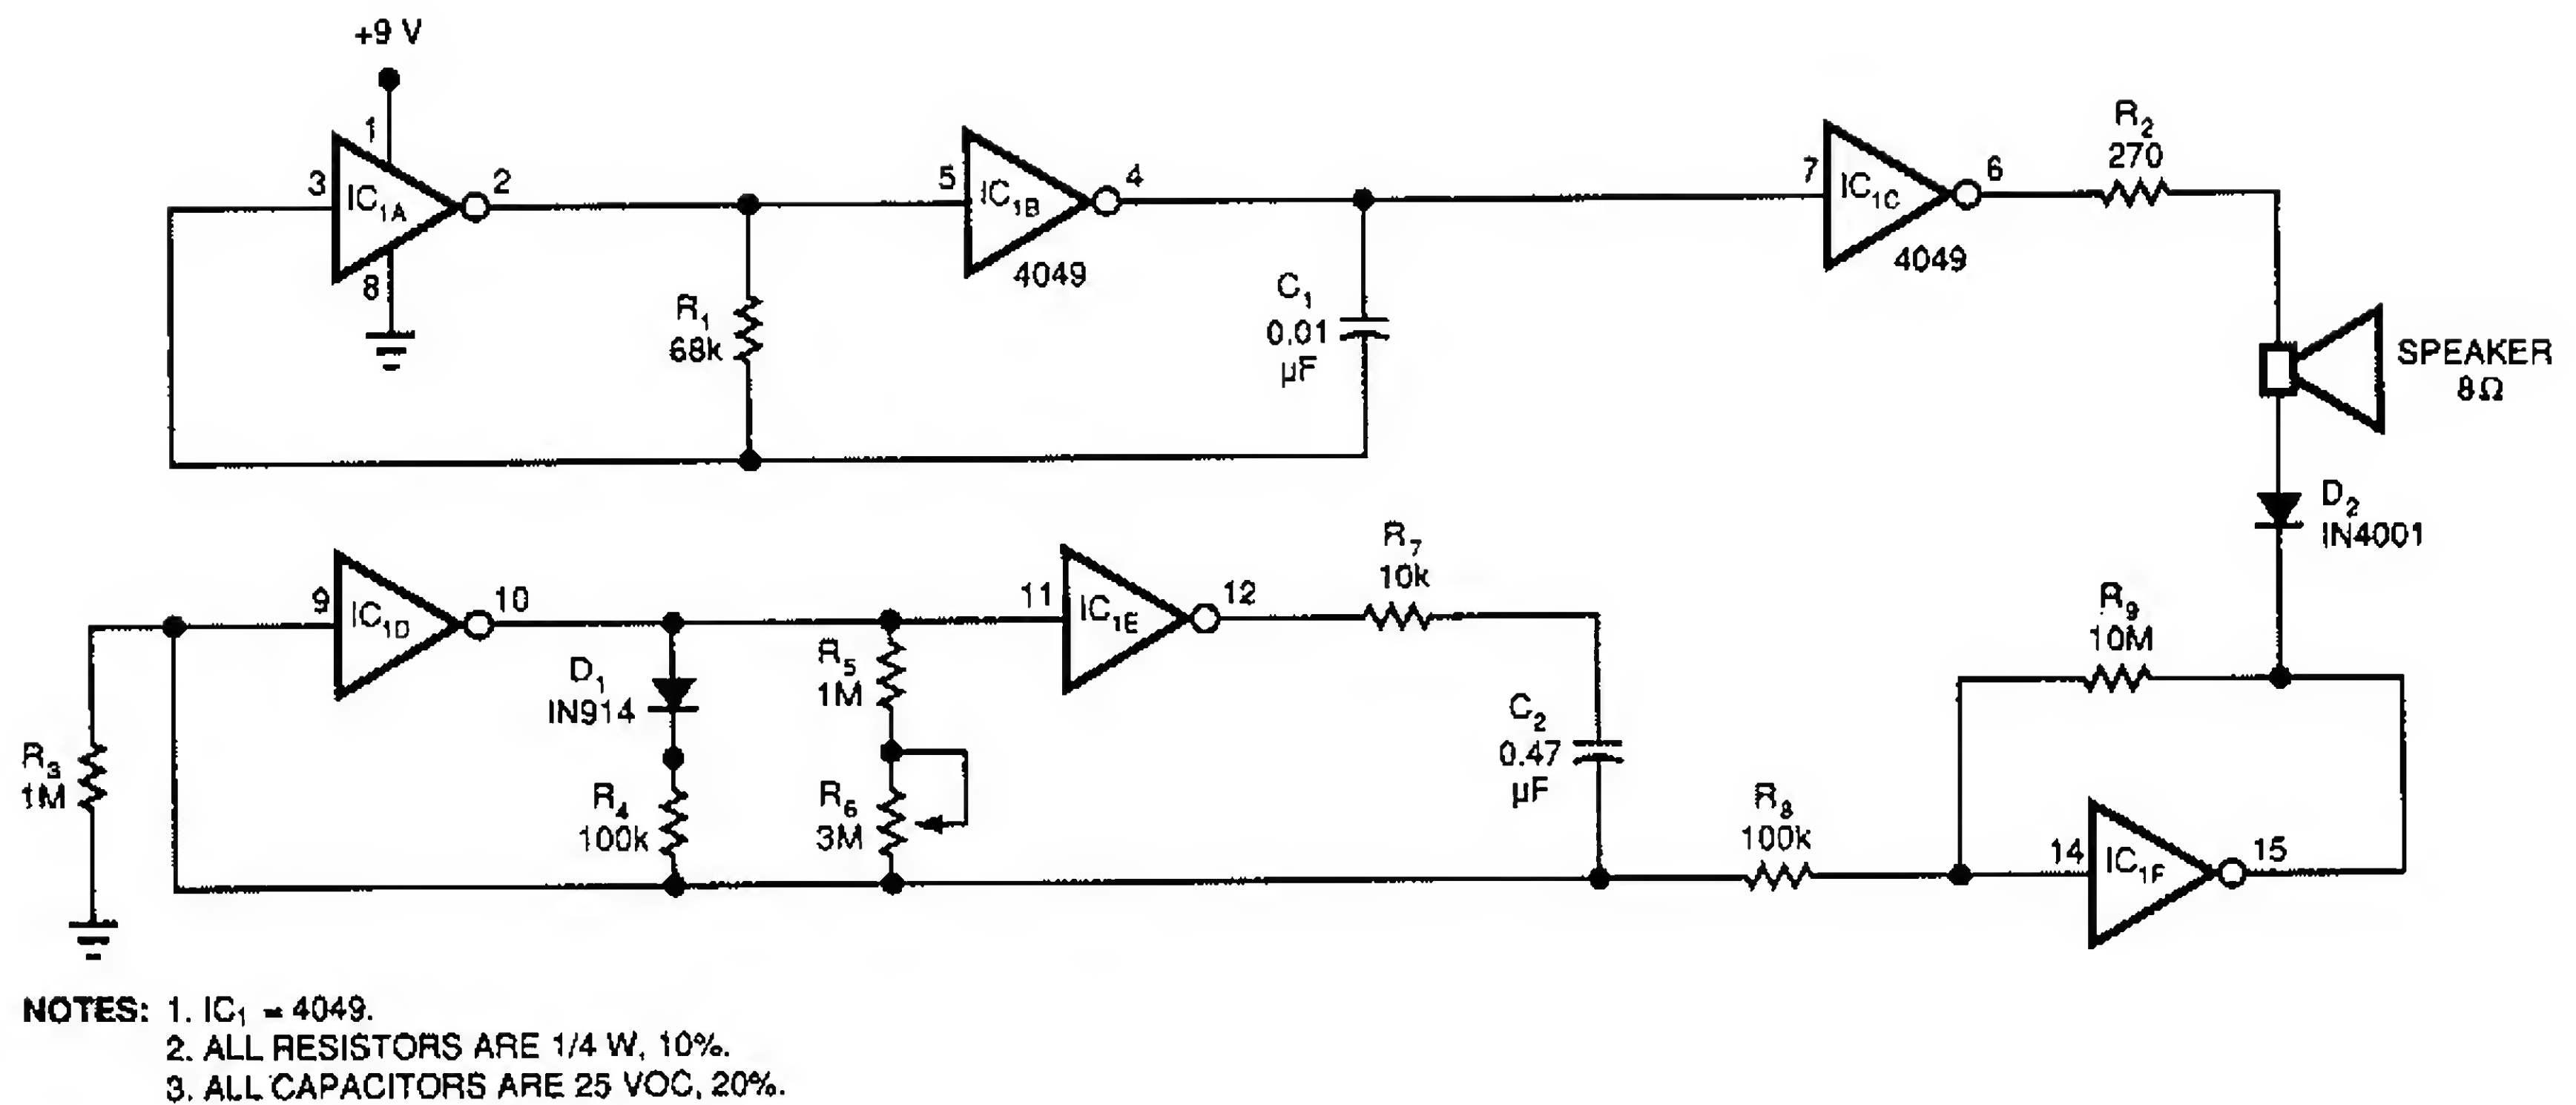 +9 V
1
3
IC1A
2
8
R1
68k
5
IC1B
4
4049
C1
0.01
µF
7
IC1C
6
4049
R2
270
SPEAKER
8Ω
D2
IN4001
9
IC1D
10
D1
IN914
R3
1M
R4
100k
R5
1M
R6
3M
11
IC1E
12
R7
10k
C2
0.47
µF
R8
100k
R9
10M
14
IC1F
15
NOTES: 1. IC1 = 4049.
2. ALL RESISTORS ARE 1/4 W, 10%.
3. ALL CAPACITORS ARE 25 VOC, 20%.